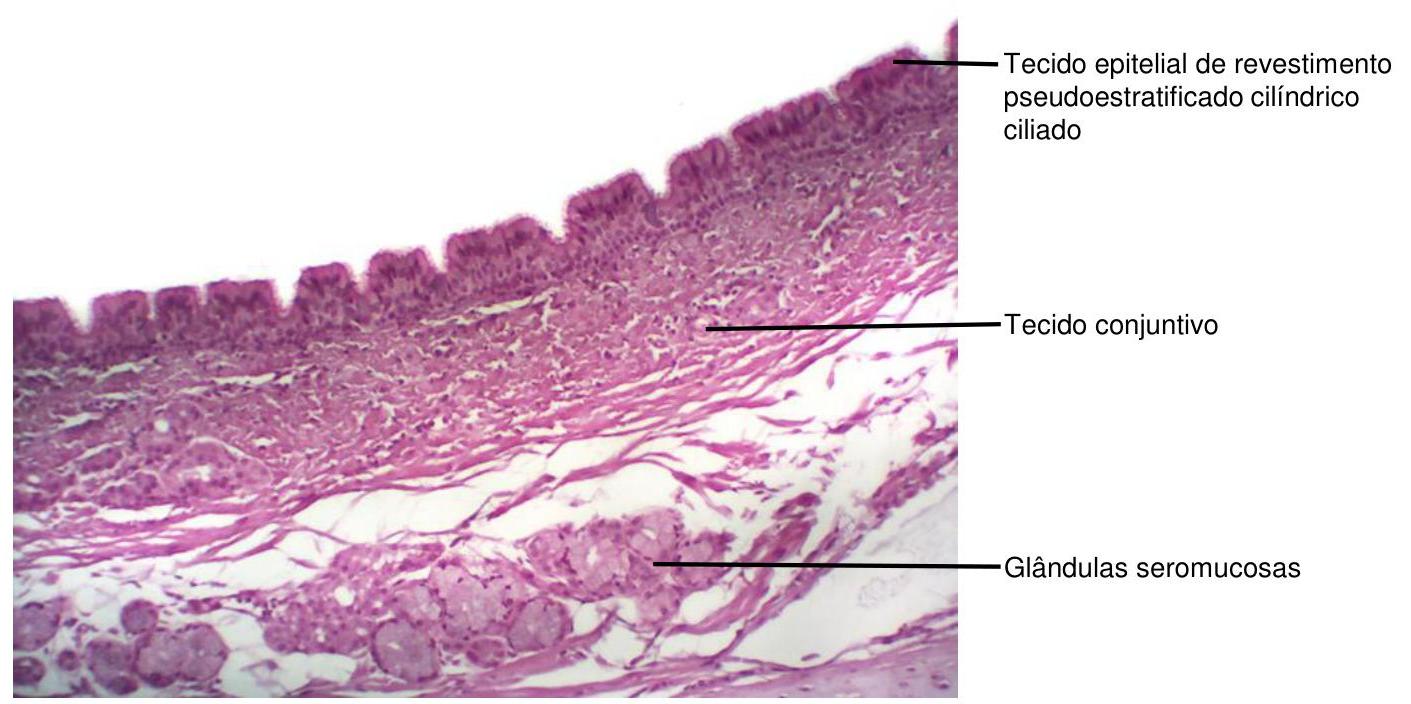 Tecido epitelial de revestimento
pseudoestratificado cilíndrico
ciliado
Tecido conjuntivo
Glândulas seromucosas